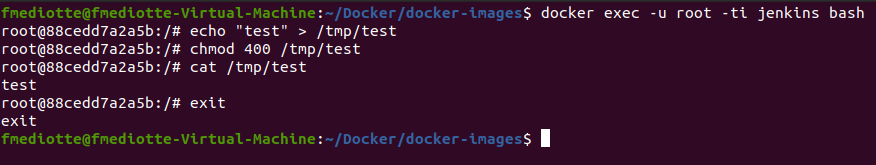 fmediotte@fmediotte-Virtual-Machine:~/Docker/docker-images$ docker exec -u root -ti jenkins bash
root@88cedd7a2a5b:/# echo "test" > /tmp/test
root@88cedd7a2a5b:/# chmod 400 /tmp/test
root@88cedd7a2a5b:/# cat /tmp/test
test
root@88cedd7a2a5b:/# exit
exit
fmediotte@fmediotte-Virtual-Machine:~/Docker/docker-images$